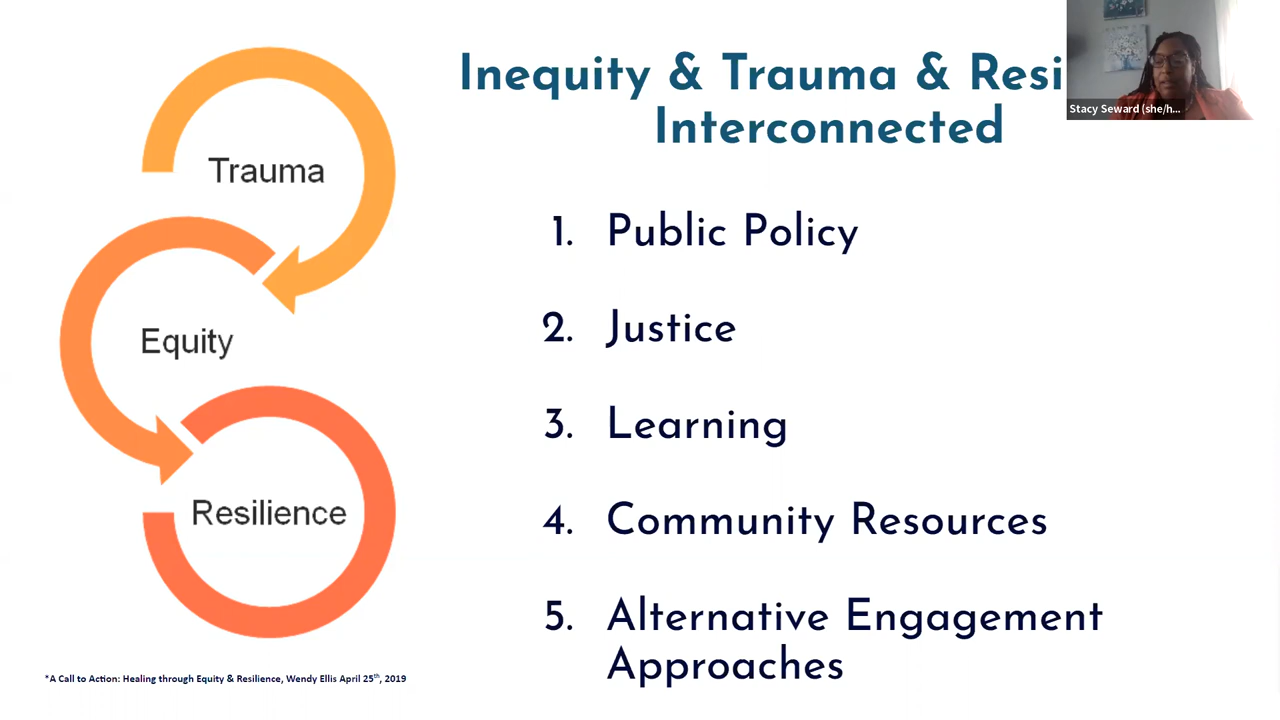 Inequity & Trauma & Resi
Interconnected
Stacy Seward (she/h...
Trauma
Equity
Resilience
1. Public Policy
2. Justice
3. Learning
4. Community Resources
5. Alternative Engagement
Approaches
*A Call to Action: Healing through Equity & Resilience, Wendy Ellis April 25th, 2019